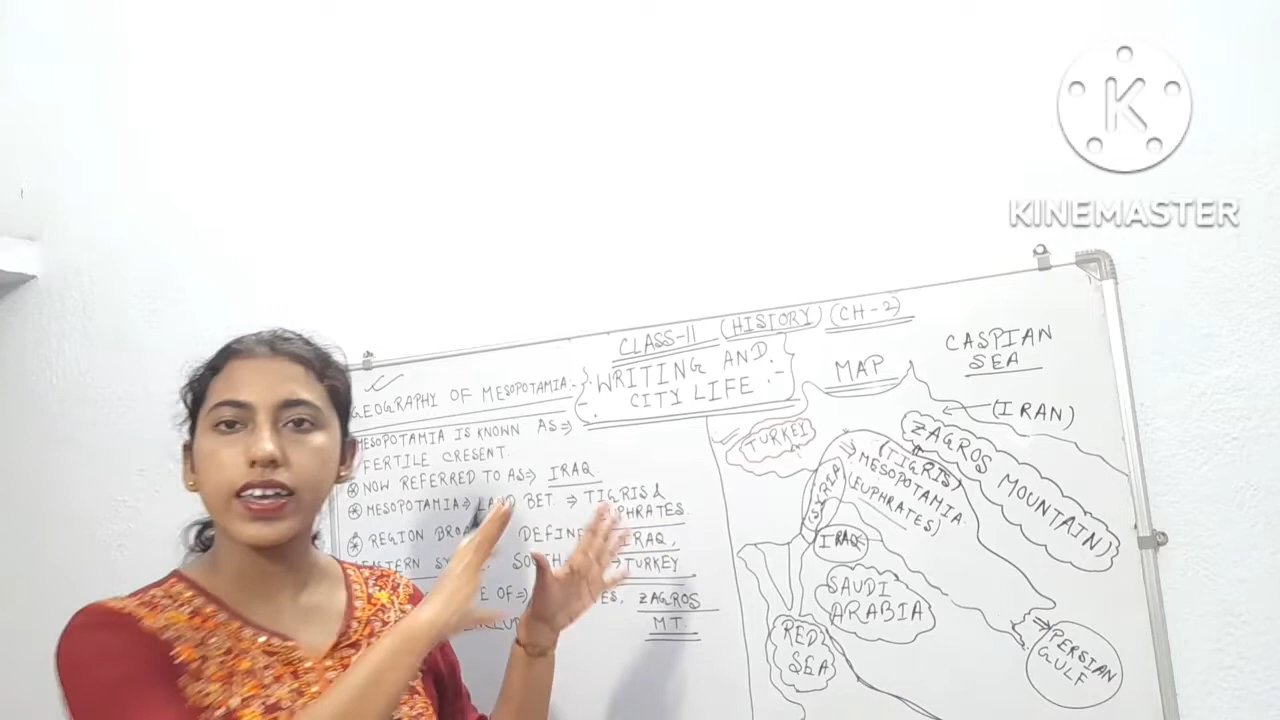 K
KINEMASTER
CLASS-11 (HISTORY) (CH-2)
WRITING AND
CITY LIFE :-
GEOGRAPHY OF MESOPOTAMIA:-
MESOPOTAMIA IS KNOWN AS⇒
FERTILE CRESENT.
NOW REFERRED TO AS⇒ IRAQ
MESOPOTAMIA⇒ LAND BET. ⇒ TIGRIS &
EUPHRATES.
REGION DEFINE IRAQ,
⇒TURKEY
OF⇒ ZAGROS
MT.
MAP
CASPIAN
SEA
(IRAN)
TURKEY
ZAGROS MOUNTAIN)
(TIGRIS)
MESOPOTAMIA
(EUPHRATES)
(SYRIA)
IRAQ
SAUDI
ARABIA
RED
SEA
PERSIAN
GULF